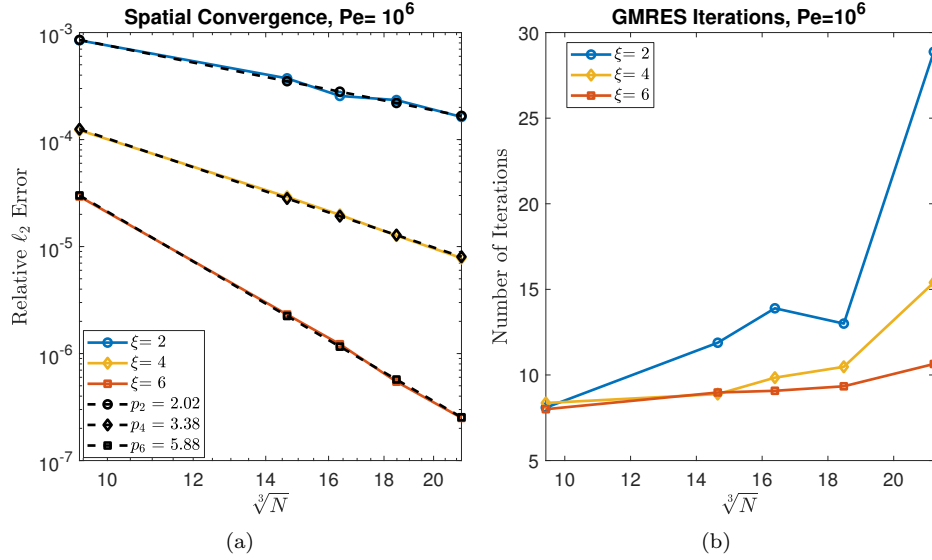 Spatial Convergence, Pe= 10^6
10^-3
10^-4
10^-5
10^-6
10^-7
Relative ℓ₂ Error
ξ= 2
ξ= 4
ξ= 6
p₂ = 2.02
p₄ = 3.38
p₆ = 5.88
10 12 14 16 18 20
∛N
(a)
GMRES Iterations, Pe=10^6
30
25
20
15
10
5
Number of Iterations
ξ= 2
ξ= 4
ξ= 6
10 12 14 16 18 20
∛N
(b)